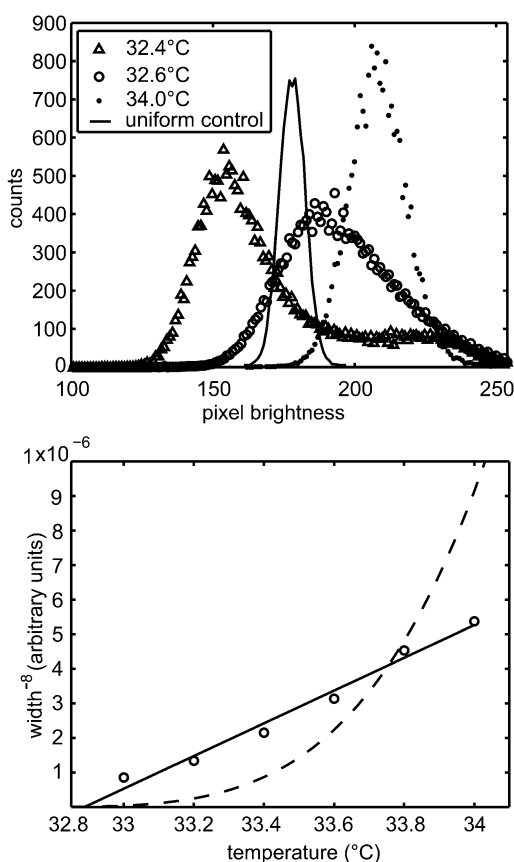 900
800
700
600
500
400
300
200
100
0
counts
32.4°C
32.6°C
34.0°C
uniform control
100 150 200 250
pixel brightness
1x10⁻⁶
9
8
7
6
5
4
3
2
1
width⁻⁸ (arbitrary units)
32.8 33 33.2 33.4 33.6 33.8 34
temperature (°C)